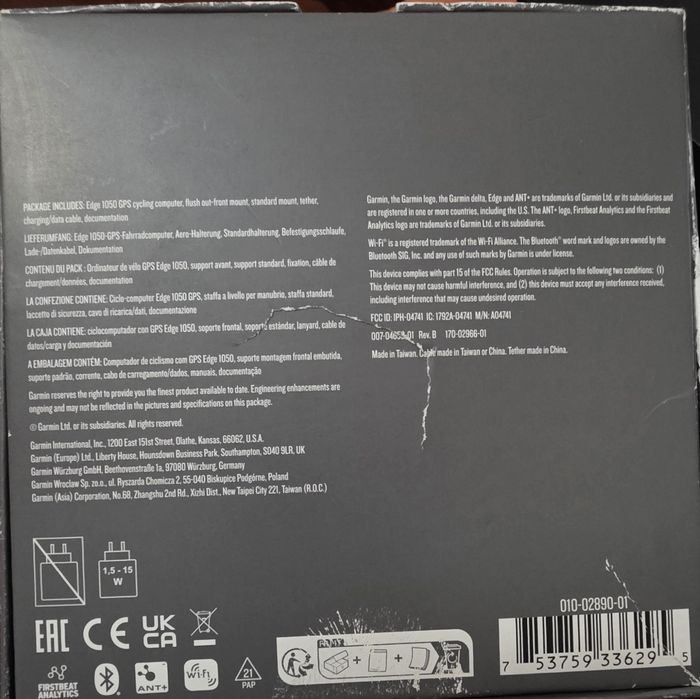 PACKAGE INCLUDES: Edge 1050 GPS cycling computer, flush out-front mount, standard mount, tether,
charging/data cable, documentation
LIEFERUMFANG: Edge 1050-GPS-Fahrradcomputer, Aero-Halterung, Standardhalterung, Befestigungsschlaufe,
Lade-/Datenkabel, Dokumentation
CONTENU DU PACK : Ordinateur de vélo GPS Edge 1050, support avant, support standard, fixation, câble de
chargement/données, documentation
LA CONFEZIONE CONTIENE: Ciclo-computer Edge 1050 GPS, staffa a livello per manubrio, staffa standard,
laccetto di sicurezza, cavo di ricarica/dati, documentazione
LA CAJA CONTIENE: ciclocomputador con GPS Edge 1050, soporte frontal, soporte estándar, lanyard, cable de
datos/carga y documentación
A EMBALAGEM CONTÉM: Computador de ciclismo com GPS Edge 1050, suporte montagem frontal embutida,
suporte padrão, corrente, cabo de carregamento/dados, manuais, documentação
Garmin reserves the right to provide you the finest product available to date. Engineering enhancements are
ongoing and may not be reflected in the pictures and specifications on this package.
© Garmin Ltd. or its subsidiaries. All rights reserved.
Garmin International, Inc., 1200 East 151st Street, Olathe, Kansas, 66062, U.S.A.
Garmin (Europe) Ltd., Liberty House, Hounsdown Business Park, Southampton, SO40 9LR, UK
Garmin Würzburg GmbH, Beethovenstraße 1a, 97080 Würzburg, Germany
Garmin Wroclaw Sp. zo.o., ul. Ryszarda Chomicza 2, 55-040 Biskupice Podgórne, Poland
Garmin (Asia) Corporation, No.68, Zhangshu 2nd Rd., Xizhi Dist., New Taipei City 221, Taiwan (R.O.C.)
Garmin, the Garmin logo, the Garmin delta, Edge and ANT+ are trademarks of Garmin Ltd. or its subsidiaries and
are registered in one or more countries, including the U.S. The ANT+ logo, Firstbeat Analytics and the Firstbeat
Analytics logo are trademarks of Garmin Ltd. or its subsidiaries.
Wi-Fi® is a registered trademark of the Wi-Fi Alliance. The Bluetooth® word mark and logos are owned by the
Bluetooth SIG, Inc. and any use of such marks by Garmin is under license.
This device complies with part 15 of the FCC Rules. Operation is subject to the following two conditions: (1)
This device may not cause harmful interference, and (2) this device must accept any interference received,
including interference that may cause undesired operation.
FCC ID: IPH-04741 IC: 1792A-04741 M/N: A04741
007-04659-01 Rev. B 170-02966-01
Made in Taiwan. Cable made in Taiwan or China. Tether made in China.
1,5 - 15
W
EAC CE UK
CA
FIRSTBEAT
ANALYTICS
ANT+
Wi-Fi
21
PAP
010-02890-01
7 53759 33629 5